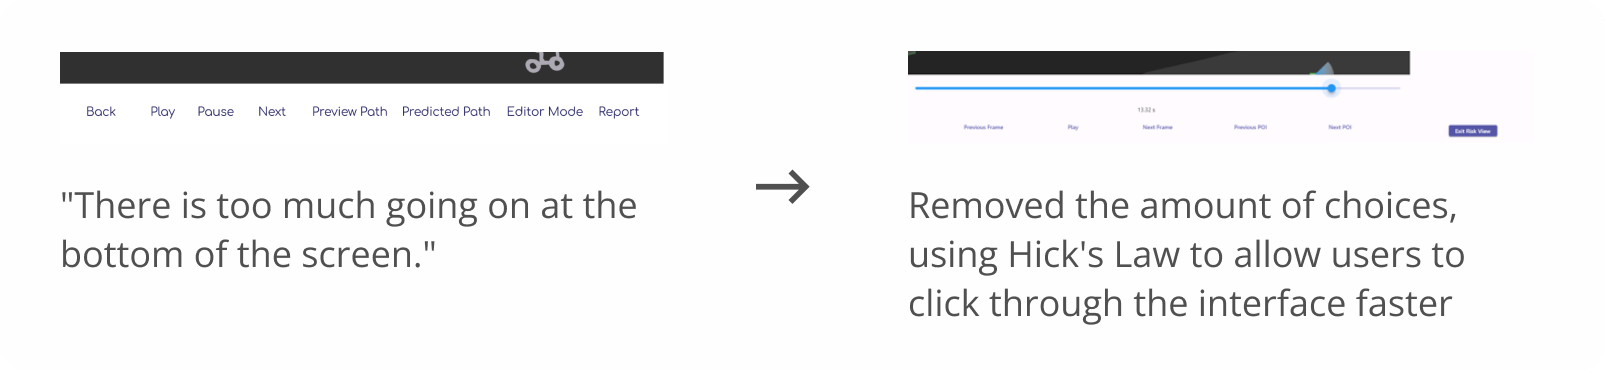 Back Play Pause Next Preview Path Predicted Path Editor Mode Report
"There is too much going on at the
bottom of the screen."
13.32 s
Previous Frame Play Next Frame Previous POI Next POI Exit Risk View
Removed the amount of choices,
using Hick's Law to allow users to
click through the interface faster